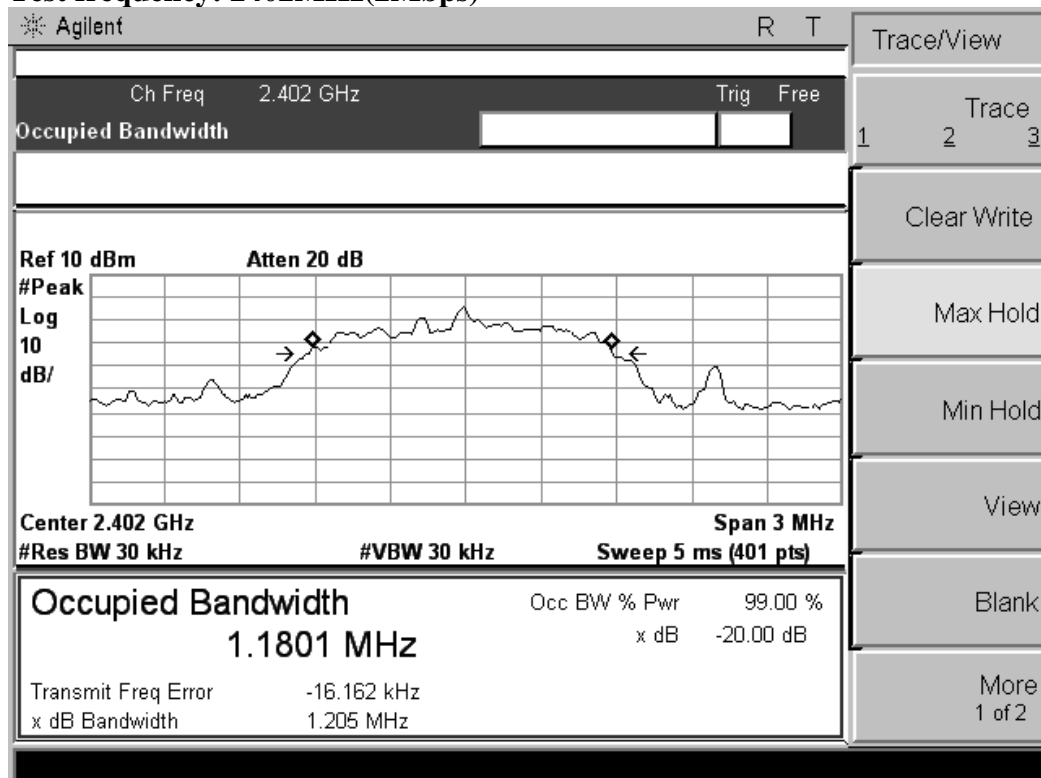 Test frequency: 2402MHz(2Mbps)
Agilent R T
Trace/View
Ch Freq 2.402 GHz Trig Free
Occupied Bandwidth
Trace
1 2 3
Clear Write
Ref 10 dBm Atten 20 dB
#Peak
Log
10
dB/
Max Hold
Min Hold
Center 2.402 GHz Span 3 MHz
#Res BW 30 kHz #VBW 30 kHz Sweep 5 ms (401 pts)
View
Occupied Bandwidth Occ BW % Pwr 99.00 %
1.1801 MHz x dB -20.00 dB
Blank
Transmit Freq Error -16.162 kHz
x dB Bandwidth 1.205 MHz
More
1 of 2